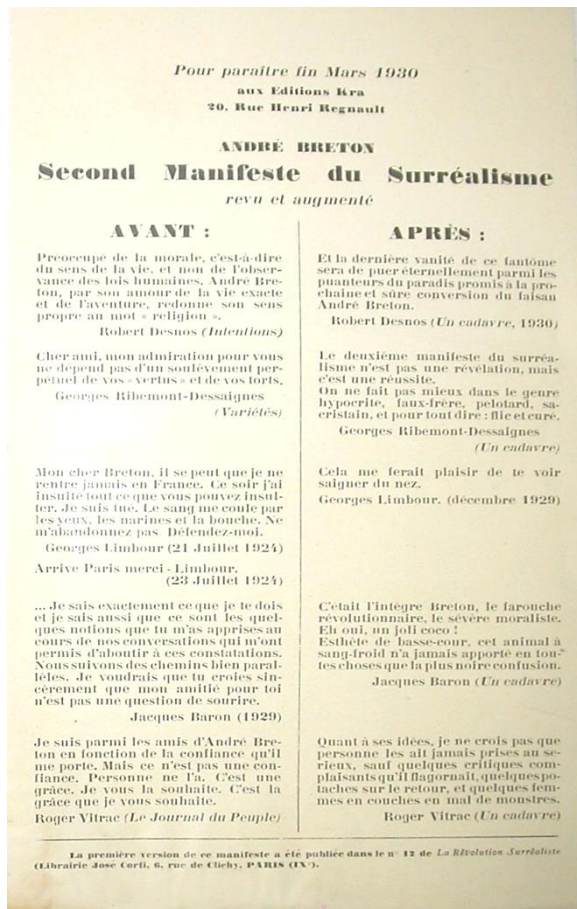 Pour paraître fin Mars 1930
aux Editions Kra
20, Rue Henri Regnault
ANDRÉ BRETON
Second Manifeste du Surréalisme
revu et augmenté
AVANT :
Préoccupé de la morale, c'est-à-dire
du sens de la vie, et non de l'obser-
vance des lois humaines, André Bre-
ton, par son amour de la vie exacte
et de l'aventure, redonne son sens
propre au mot « religion ».
Robert Desnos (Intentions)
Cher ami, mon admiration pour vous
ne dépend pas d'un soulèvement per-
pétuel de vos « vertus » et de vos torts.
Georges Ribemont-Dessaignes
(Variétés)
Mon cher Breton, il se peut que je ne
rentre jamais en France. Ce soir j'ai
insulté tout ce que vous pouvez insul-
ter. Je suis tué. Le sang me coule par
les yeux, les narines et la bouche. Ne
m'abandonnez pas. Défendez-moi.
Georges Limbour (21 Juillet 1924)
Arrive Paris merci - Limbour.
(23 Juillet 1924)
... Je sais exactement ce que je te dois
et je sais aussi que ce sont les quel-
ques notions que tu m'as apprises au
cours de nos conversations qui m'ont
permis d'aboutir à ces constatations.
Nous suivons des chemins bien paral-
lèles. Je voudrais que tu croies sin-
cèrement que mon amitié pour toi
n'est pas une question de sourire.
Jacques Baron (1929)
Je suis parmi les amis d'André Bre-
ton en fonction de la confiance qu'il
me porte. Mais ce n'est pas une con-
fiance. Personne ne l'a. C'est une
grâce. Je vous la souhaite. C'est la
grâce que je vous souhaite.
Roger Vitrac (Le Journal du Peuple)
APRÈS :
Et la dernière vanité de ce fantôme
sera de puer éternellement parmi les
puanteurs du paradis promis à la pro-
chaine et sûre conversion du faisan
André Breton.
Robert Desnos (Un cadavre, 1930)
Le deuxième manifeste du surréa-
lisme n'est pas une révélation, mais
c'est une réussite.
On ne fait pas mieux dans le genre
hypocrite, faux-frère, pelotard, sa-
cristain, et pour tout dire : flic et curé.
Georges Ribemont-Dessaignes
(Un cadavre)
Cela me ferait plaisir de te voir
saigner du nez.
Georges Limbour. (décembre 1929)
C'était l'intègre Breton, le farouche
révolutionnaire, le sévère moraliste.
Eh oui, un joli coco !
Esthète de basse-cour, cet animal à
sang-froid n'a jamais apporté en tou-
tes choses que la plus noire confusion.
Jacques Baron (Un cadavre)
Quant à ses idées, je ne crois pas que
personne les ait jamais prises au sé-
rieux, sauf quelques critiques com-
plaisants qu'il flagornait, quelques po-
taches sur le retour, et quelques fem-
mes en couches en mal de monstres.
Roger Vitrac (Un cadavre)
La première version de ce manifeste a été publiée dans le n° 12 de La Révolution Surréaliste
(Librairie José Corti, 6, rue de Clichy, PARIS (IX°).